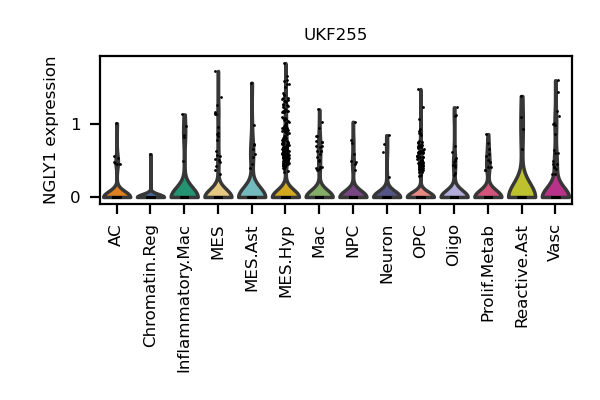 UKF255
NGLY1 expression
1
0
AC
Chromatin.Reg
Inflammatory.Mac
MES
MES.Ast
MES.Hyp
Mac
NPC
Neuron
OPC
Oligo
Prolif.Metab
Reactive.Ast
Vasc